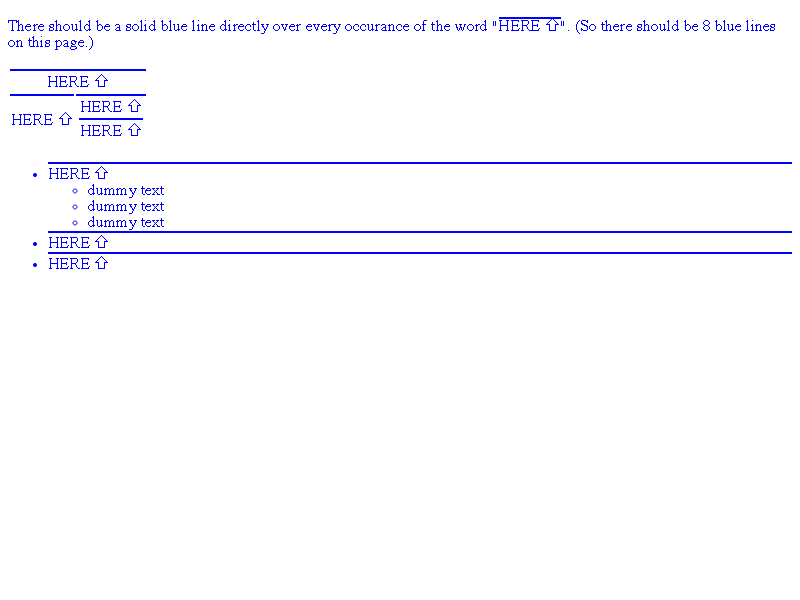 There should be a solid blue line directly over every occurance of the word "HERE ⇧". (So there should be 8 blue lines
on this page.)
HERE ⇧
HERE ⇧
HERE ⇧
HERE ⇧
HERE ⇧
dummy text
dummy text
dummy text
HERE ⇧
HERE ⇧